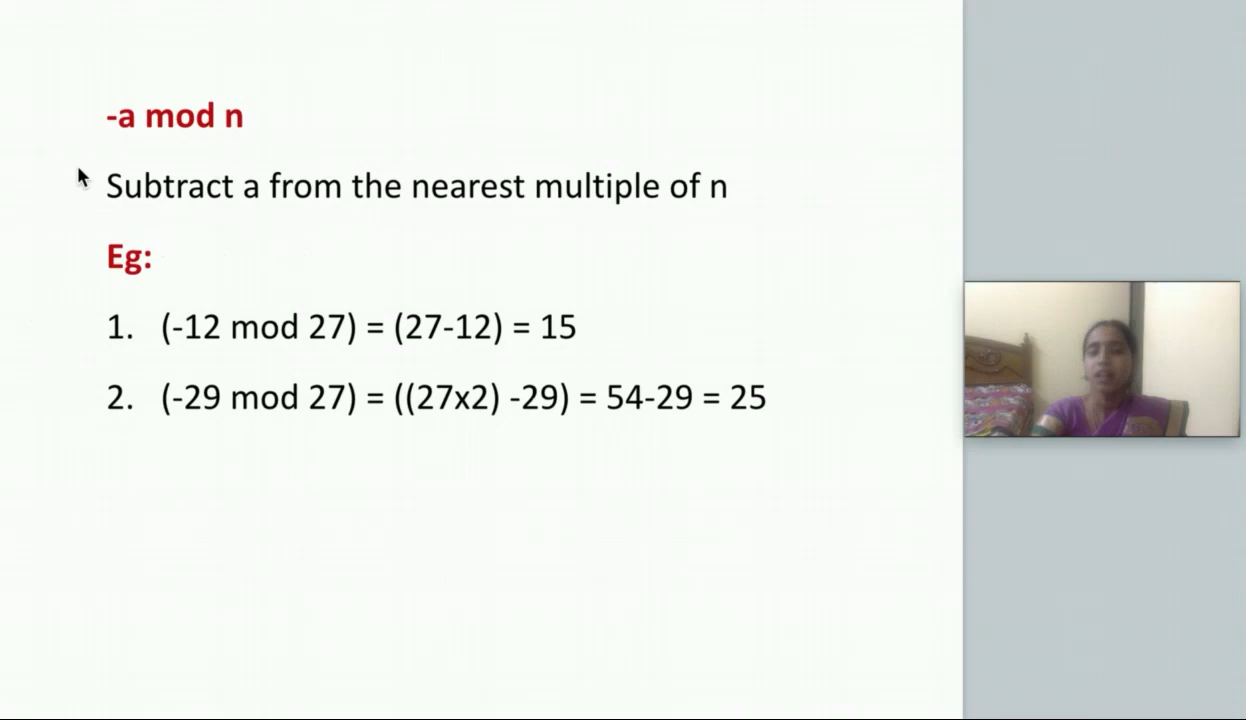 -a mod n
Subtract a from the nearest multiple of n
Eg:
1. (-12 mod 27) = (27-12) = 15
2. (-29 mod 27) = ((27x2) -29) = 54-29 = 25